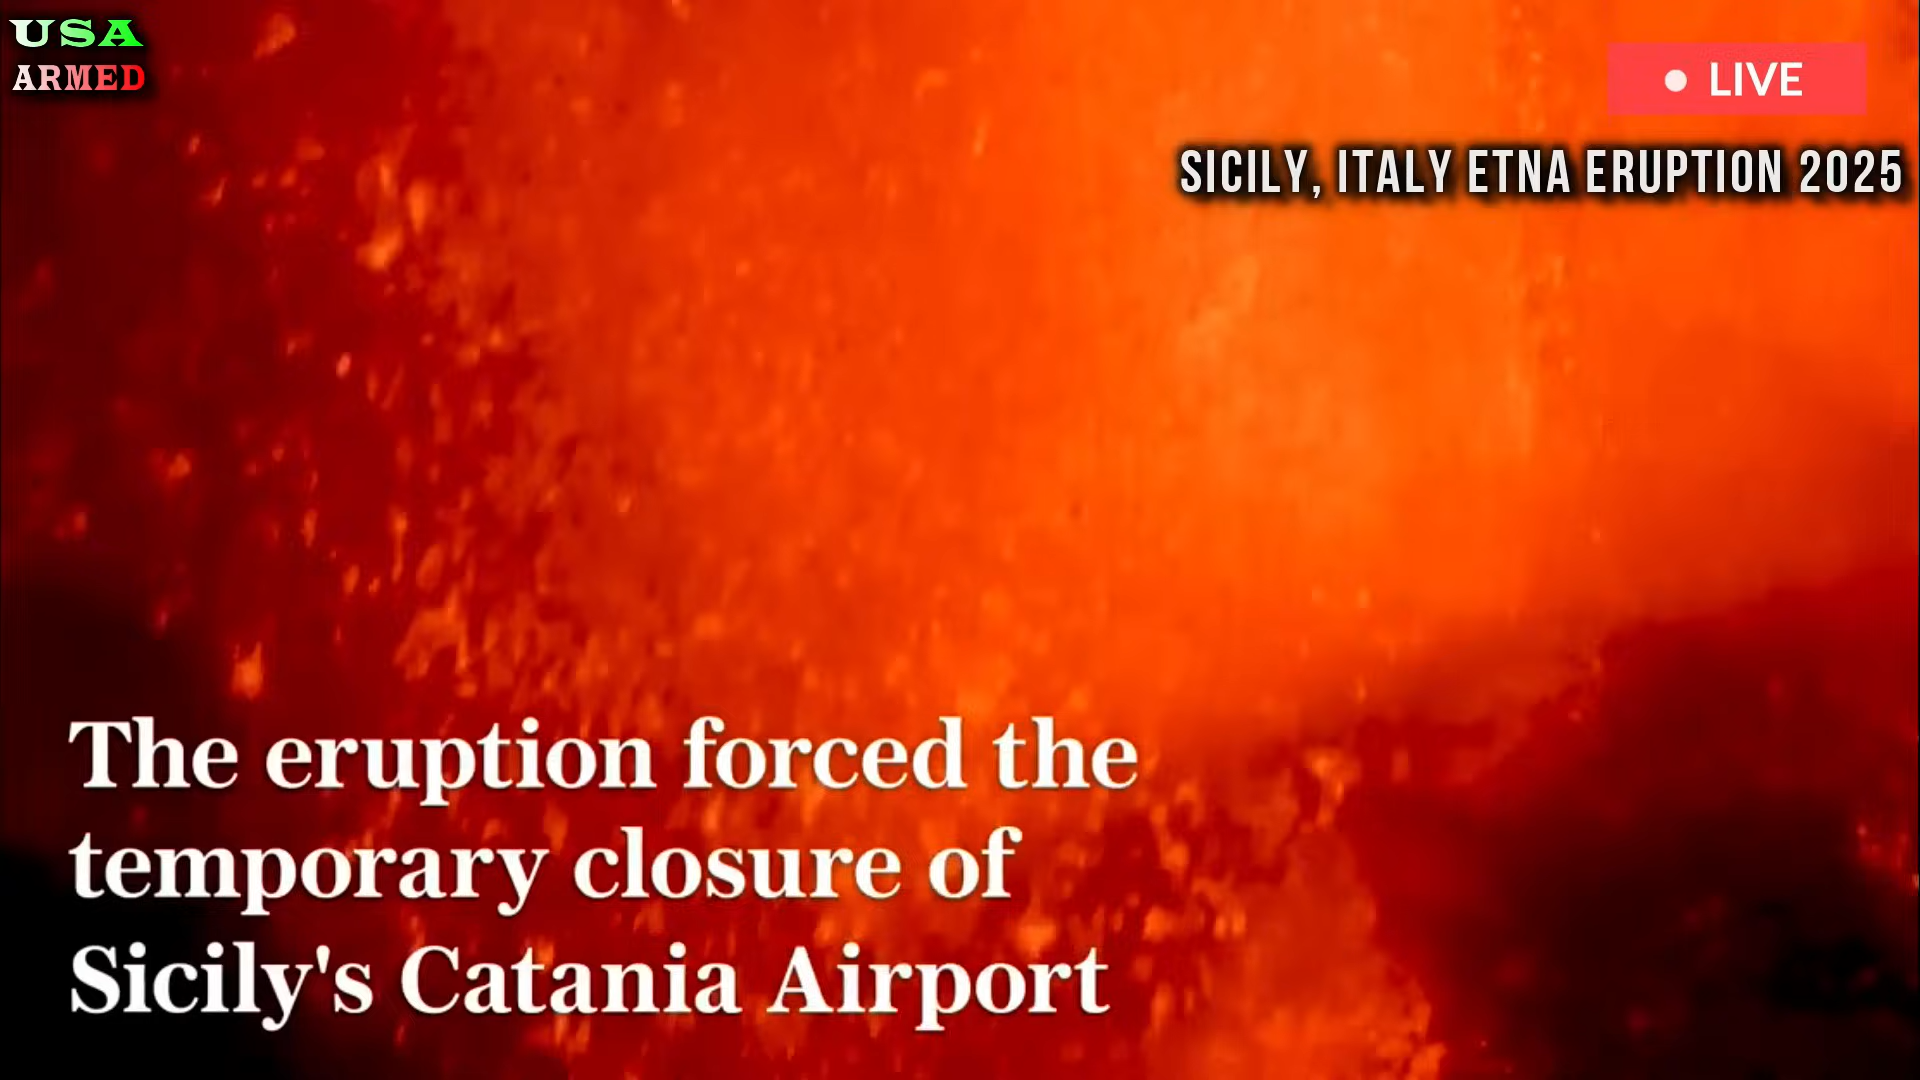 USA
ARMED
LIVE
SICILY, ITALY ETNA ERUPTION 2025
The eruption forced the
temporary closure of
Sicily's Catania Airport